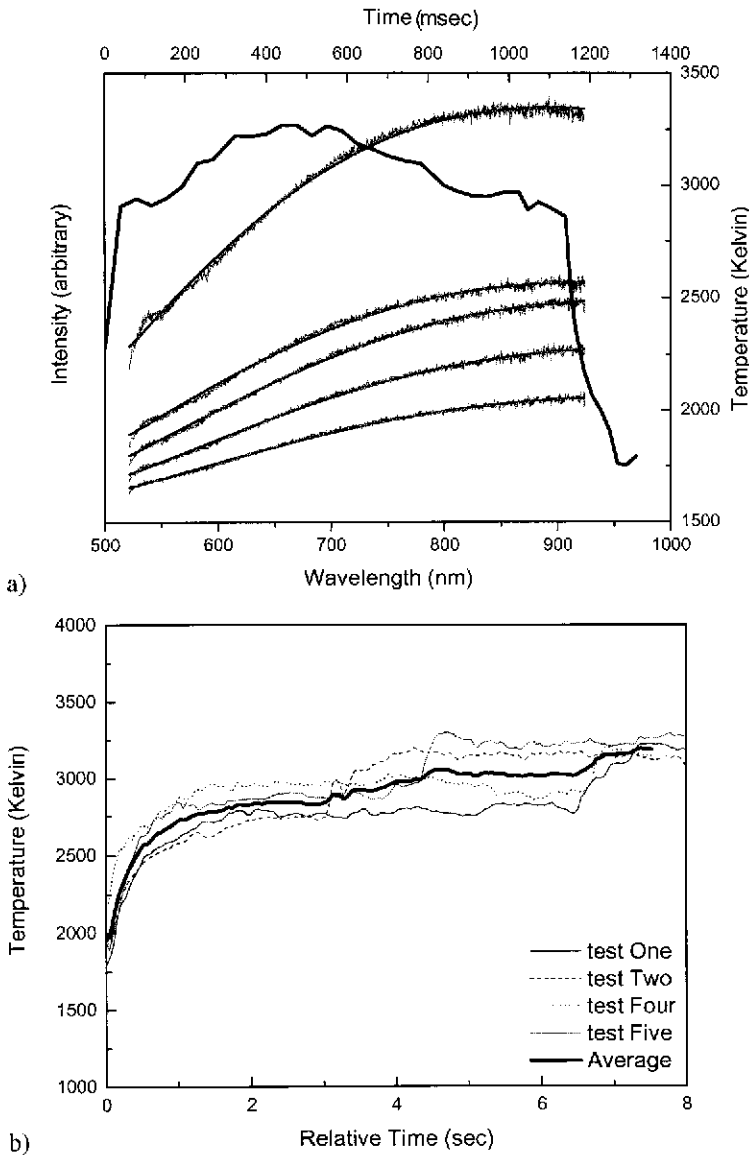 Time (msec)
0 200 400 600 800 1000 1200 1400
Intensity (arbitrary)
3500
3000
2500
2000
1500
Temperature (Kelvin)
500 600 700 800 900 1000
Wavelength (nm)
a)
4000
3500
3000
2500
2000
1500
1000
Temperature (Kelvin)
test One
test Two
test Four
test Five
Average
0 2 4 6 8
Relative Time (sec)
b)